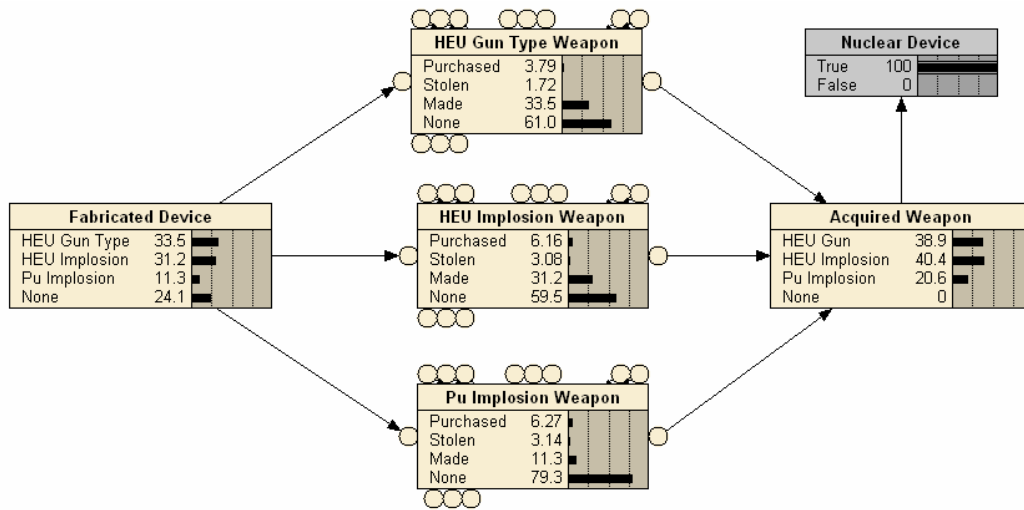 HEU Gun Type Weapon
Purchased 3.79
Stolen 1.72
Made 33.5
None 61.0
Nuclear Device
True 100
False 0
Fabricated Device
HEU Gun Type 33.5
HEU Implosion 31.2
Pu Implosion 11.3
None 24.1
HEU Implosion Weapon
Purchased 6.16
Stolen 3.08
Made 31.2
None 59.5
Acquired Weapon
HEU Gun 38.9
HEU Implosion 40.4
Pu Implosion 20.6
None 0
Pu Implosion Weapon
Purchased 6.27
Stolen 3.14
Made 11.3
None 79.3